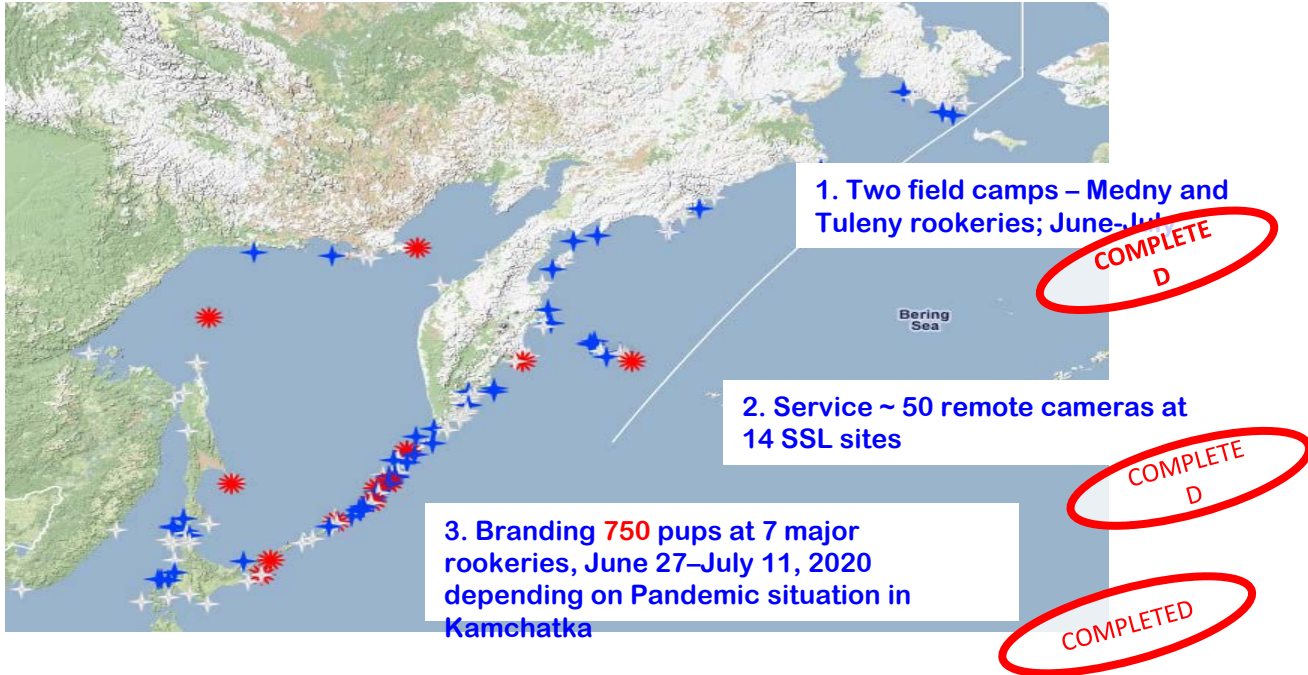 1. Two field camps – Medny and
Tuleny rookeries; June-July
COMPLETE
D
Bering
Sea
2. Service ~ 50 remote cameras at
14 SSL sites
COMPLETE
D
3. Branding 750 pups at 7 major
rookeries, June 27–July 11, 2020
depending on Pandemic situation in
Kamchatka
COMPLETED